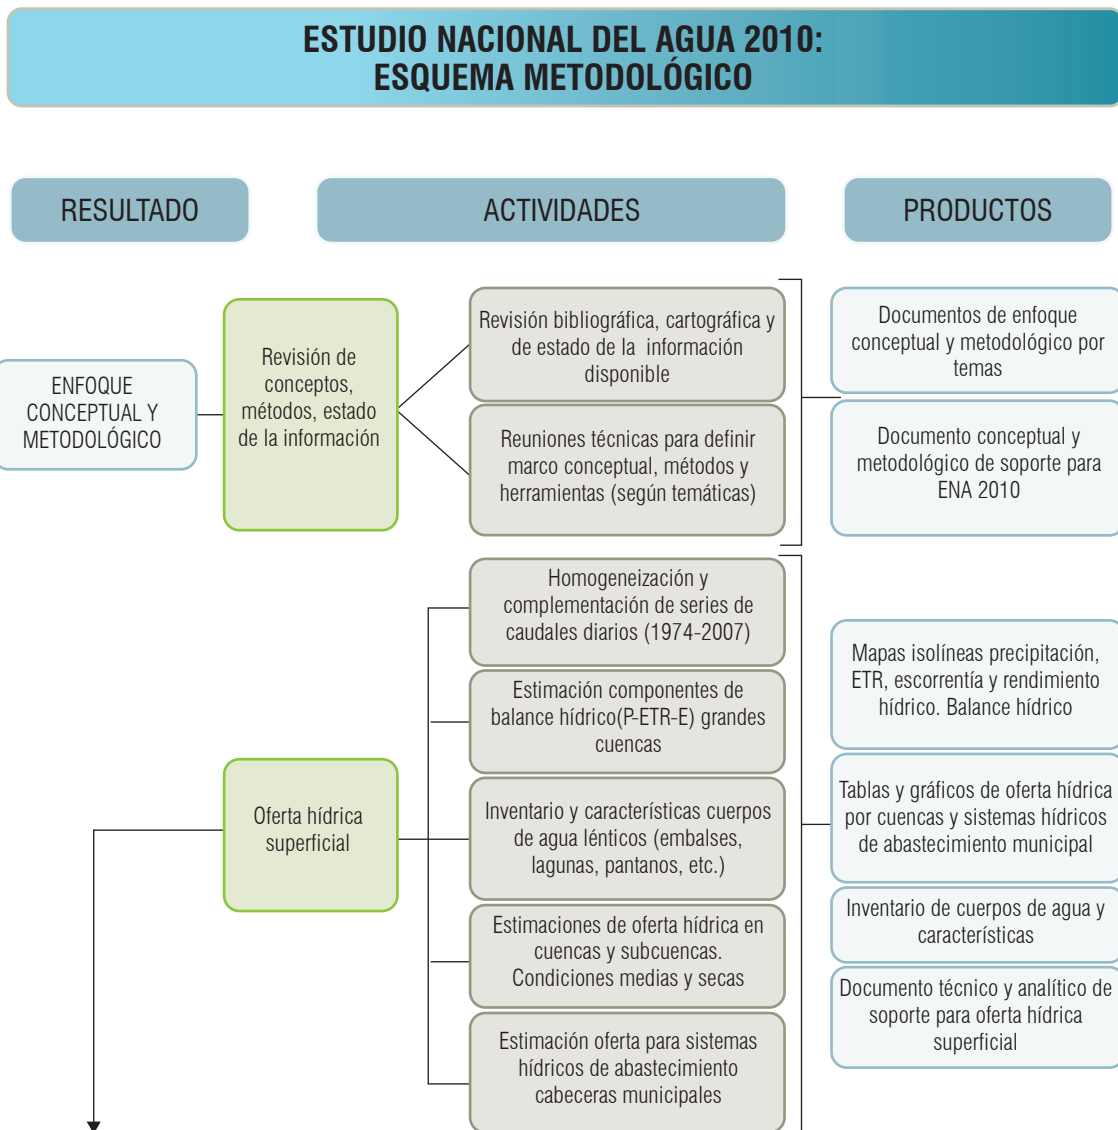 ESTUDIO NACIONAL DEL AGUA 2010:
ESQUEMA METODOLÓGICO
RESULTADO
ACTIVIDADES
PRODUCTOS
ENFOQUE
CONCEPTUAL Y
METODOLÓGICO
Revisión de
conceptos,
métodos, estado
de la información
Revisión bibliográfica, cartográfica y
de estado de la información
disponible
Reuniones técnicas para definir
marco conceptual, métodos y
herramientas (según temáticas)
Documentos de enfoque
conceptual y metodológico por
temas
Documento conceptual y
metodológico de soporte para
ENA 2010
Oferta hídrica
superficial
Homogeneización y
complementación de series de
caudales diarios (1974-2007)
Estimación componentes de
balance hídrico(P-ETR-E) grandes
cuencas
Inventario y características cuerpos
de agua lénticos (embalses,
lagunas, pantanos, etc.)
Estimaciones de oferta hídrica en
cuencas y subcuencas.
Condiciones medias y secas
Estimación oferta para sistemas
hídricos de abastecimiento
cabeceras municipales
Mapas isolíneas precipitación,
ETR, escorrentía y rendimiento
hídrico. Balance hídrico
Tablas y gráficos de oferta hídrica
por cuencas y sistemas hídricos
de abastecimiento municipal
Inventario de cuerpos de agua y
características
Documento técnico y analítico de
soporte para oferta hídrica
superficial